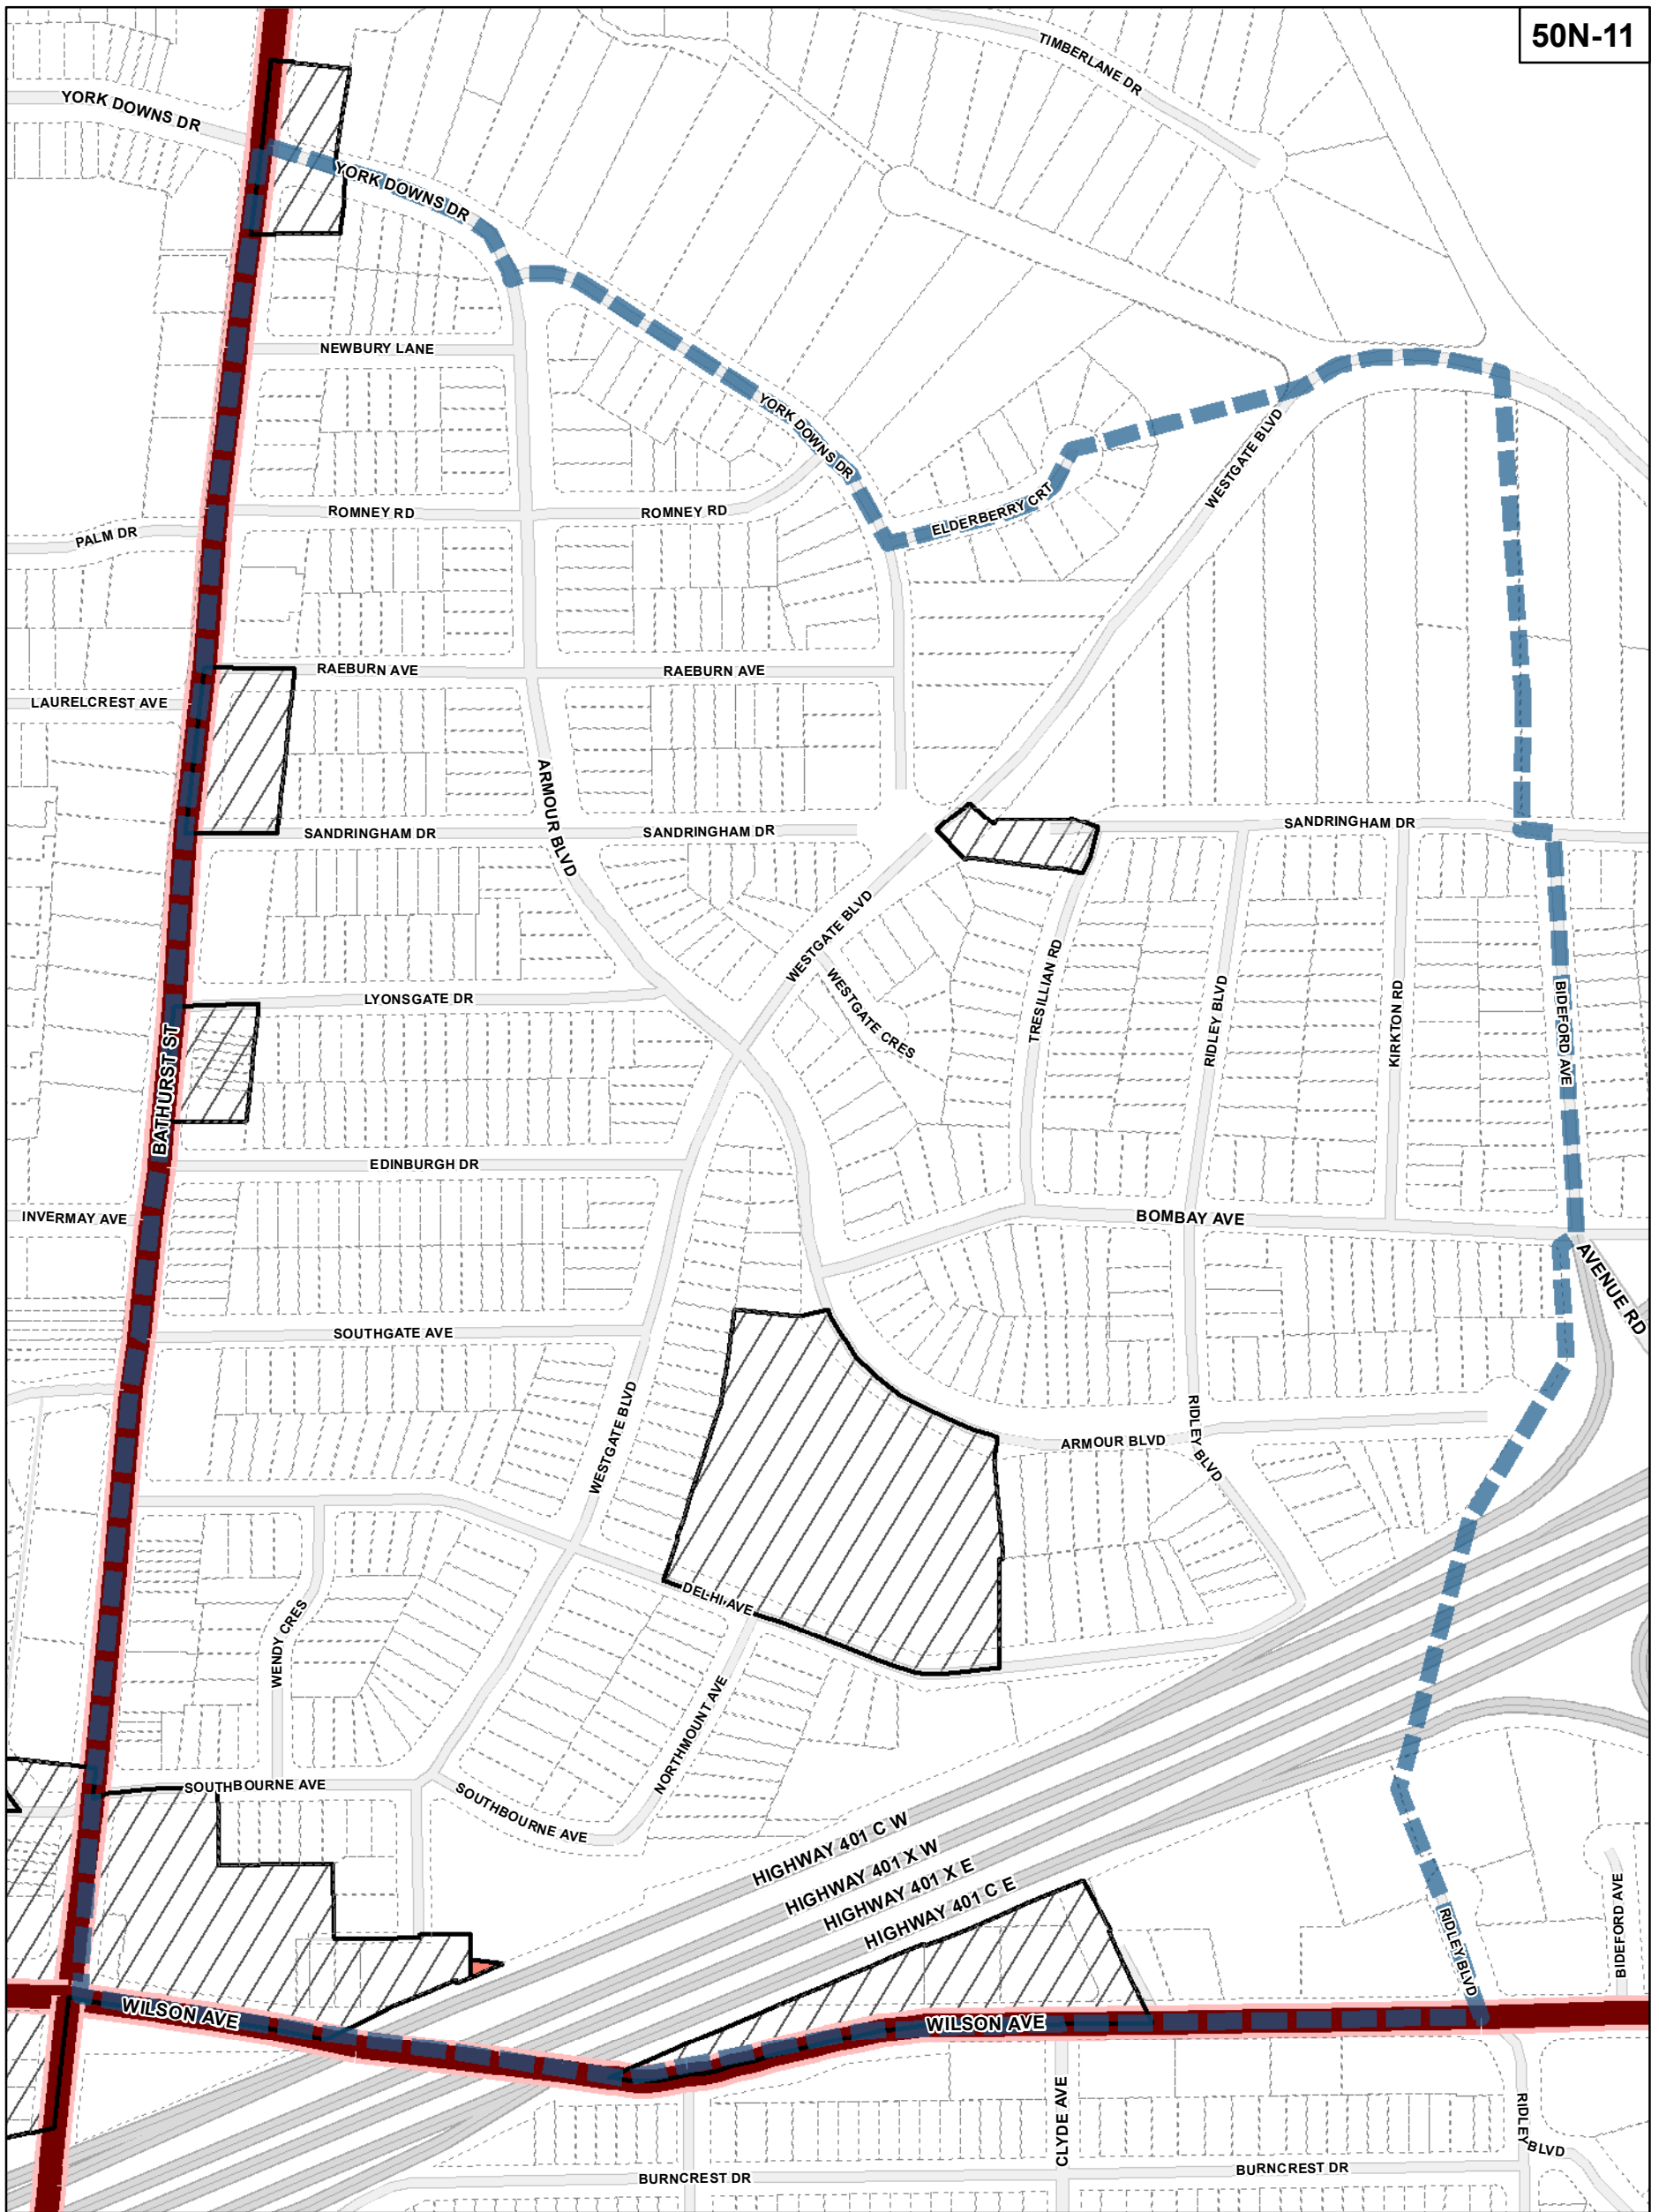 50N-11
TIMBERLANE DR
YORK DOWNS DR
YORK DOWNS DR
NEWBURY LANE
YORK DOWNS DR
WESTGATE BLVD
ELDERBERRY CRT
ROMNEY RD
ROMNEY RD
PALM DR
RAEBURN AVE
RAEBURN AVE
LAURELCREST AVE
ARMOUR BLVD
SANDRINGHAM DR
SANDRINGHAM DR
SANDRINGHAM DR
WESTGATE BLVD
WESTGATE CRES
TRESILLIAN RD
RIDLEY BLVD
KIRKTON RD
BIDEFORD AVE
LYONSGATE DR
BATHURST ST
EDINBURGH DR
INVERMAY AVE
BOMBAY AVE
AVENUE RD
SOUTHGATE AVE
WESTGATE BLVD
ARMOUR BLVD
RIDLEY BLVD
DELHI AVE
WENDY CRES
NORTHMOUNT AVE
SOUTHBOURNE AVE
SOUTHBOURNE AVE
HIGHWAY 401 C W
HIGHWAY 401 X W
HIGHWAY 401 X E
HIGHWAY 401 C E
RIDLEY BLVD
BIDEFORD AVE
WILSON AVE
WILSON AVE
CLYDE AVE
RIDLEY BLVD
BURNCREST DR
BURNCREST DR